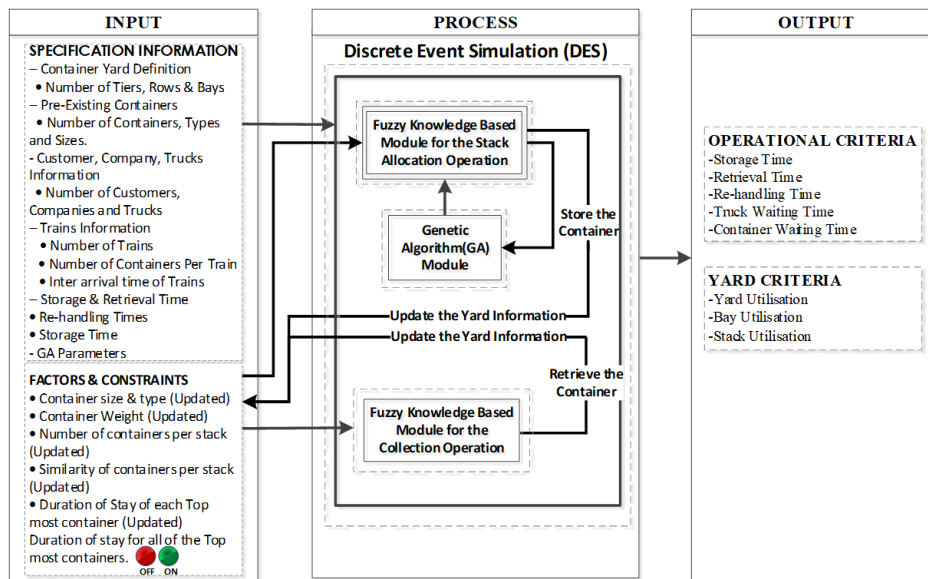 INPUT
SPECIFICATION INFORMATION
– Container Yard Definition
• Number of Tiers, Rows & Bays
– Pre-Existing Containers
• Number of Containers, Types
and Sizes.
- Customer, Company, Trucks
Information
• Number of Customers,
Companies and Trucks
– Trains Information
• Number of Trains
• Number of Containers Per Train
• Inter arrival time of Trains
– Storage & Retrieval Time
• Re-handling Times
• Storage Time
- GA Parameters
FACTORS & CONSTRAINTS
• Container size & type (Updated)
• Container Weight (Updated)
• Number of containers per stack
(Updated)
• Similarity of containers per stack
(Updated)
• Duration of Stay of each Top
most container (Updated)
Duration of stay for all of the Top
most containers.
OFF ON
PROCESS
Discrete Event Simulation (DES)
Fuzzy Knowledge Based
Module for the Stack
Allocation Operation
Genetic
Algorithm(GA)
Module
Store the
Container
Update the Yard Information
Update the Yard Information
Retrieve the
Container
Fuzzy Knowledge Based
Module for the
Collection Operation
OUTPUT
OPERATIONAL CRITERIA
-Storage Time
-Retrieval Time
-Re-handling Time
-Truck Waiting Time
-Container Waiting Time
YARD CRITERIA
-Yard Utilisation
-Bay Utilisation
-Stack Utilisation